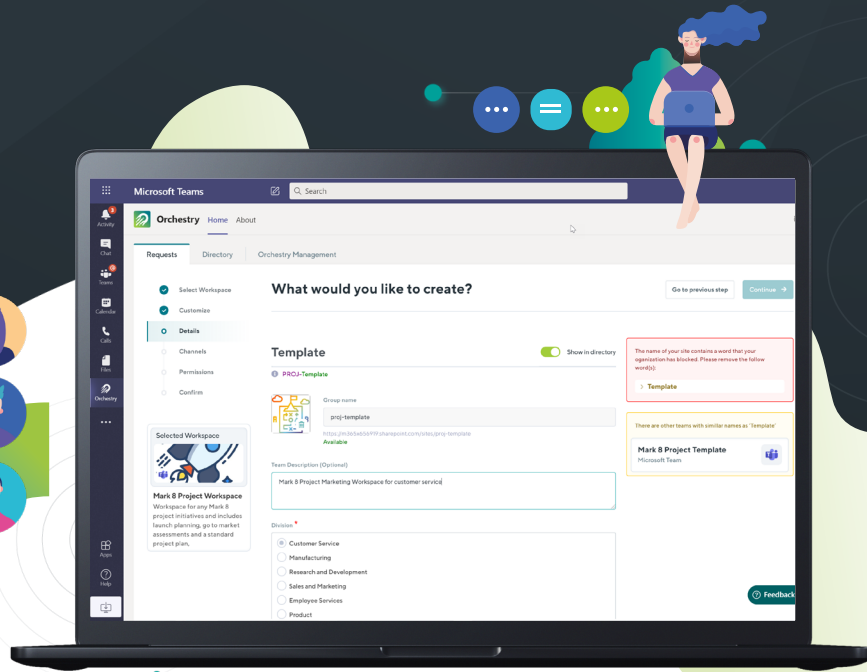 Microsoft Teams
Search
Activity
Chat
Teams
Calendar
Calls
Files
Orchestry
Apps
Help
Orchestry Home About
Requests Directory Orchestry Management
Select Workspace
Customize
Details
Channels
Permissions
Confirm
Selected Workspace
Mark 8 Project Workspace
Workspace for any Mark 8
project initiatives and includes
launch planning, go to market
assessments and a standard
project plan.
What would you like to create?
Go to previous step
Continue
Template
Show in directory
PROJ-Template
Group name
proj-template
Available
Team Description (Optional)
Mark 8 Project Marketing Workspace for customer service
Division *
Customer Service
Manufacturing
Research and Development
Sales and Marketing
Employee Services
Product
The name of your site contains a word that your
organization has blocked. Please remove the follow
word(s):
Template
There are other teams with similar names as 'Template'
Mark 8 Project Template
Microsoft Team
Feedback